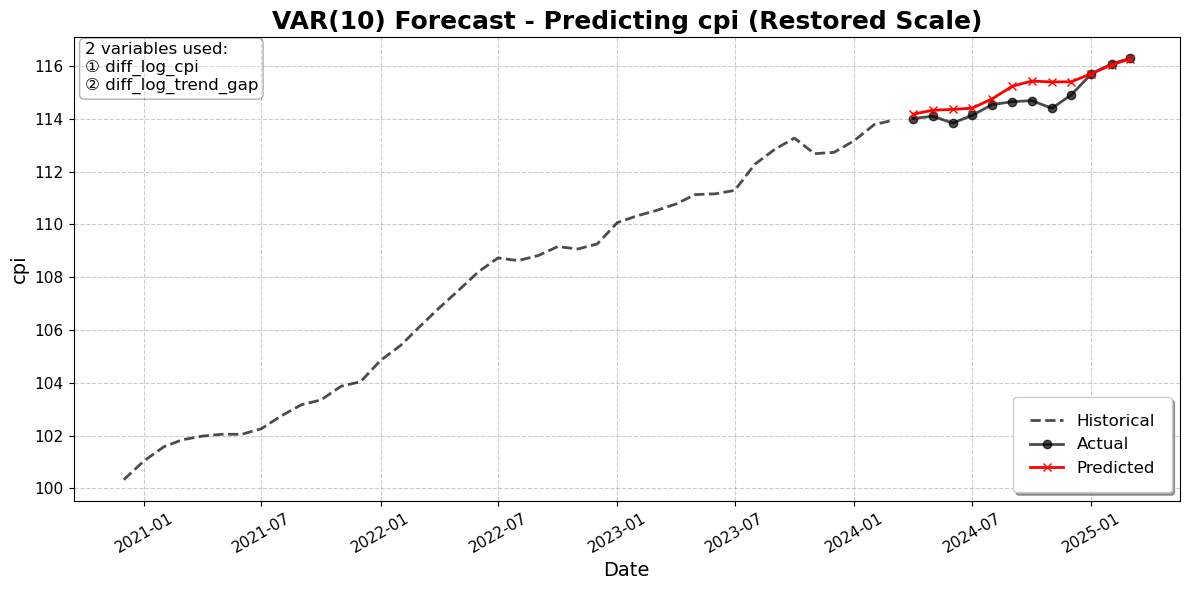 VAR(10) Forecast - Predicting cpi (Restored Scale)
2 variables used:
① diff_log_cpi
② diff_log_trend_gap
116
114
112
110
108
106
104
102
100
cpi
Historical
Actual
Predicted
2021-01
2021-07
2022-01
2022-07
2023-01
2023-07
2024-01
2024-07
2025-01
Date